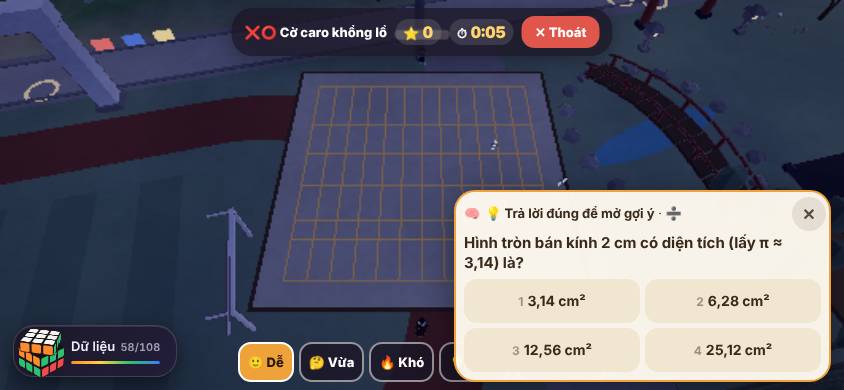 ❌⭕ Cờ caro khổng lồ ⭐ 0 ⏱ 0:05 ✕ Thoát
🧠 💡 Trả lời đúng để mở gợi ý · ➗ ✕
Hình tròn bán kính 2 cm có diện tích (lấy π ≈
3,14) là?
1 3,14 cm²
2 6,28 cm²
3 12,56 cm²
4 25,12 cm²
Dữ liệu 58/108
🙂 Dễ
🤔 Vừa
🔥 Khó